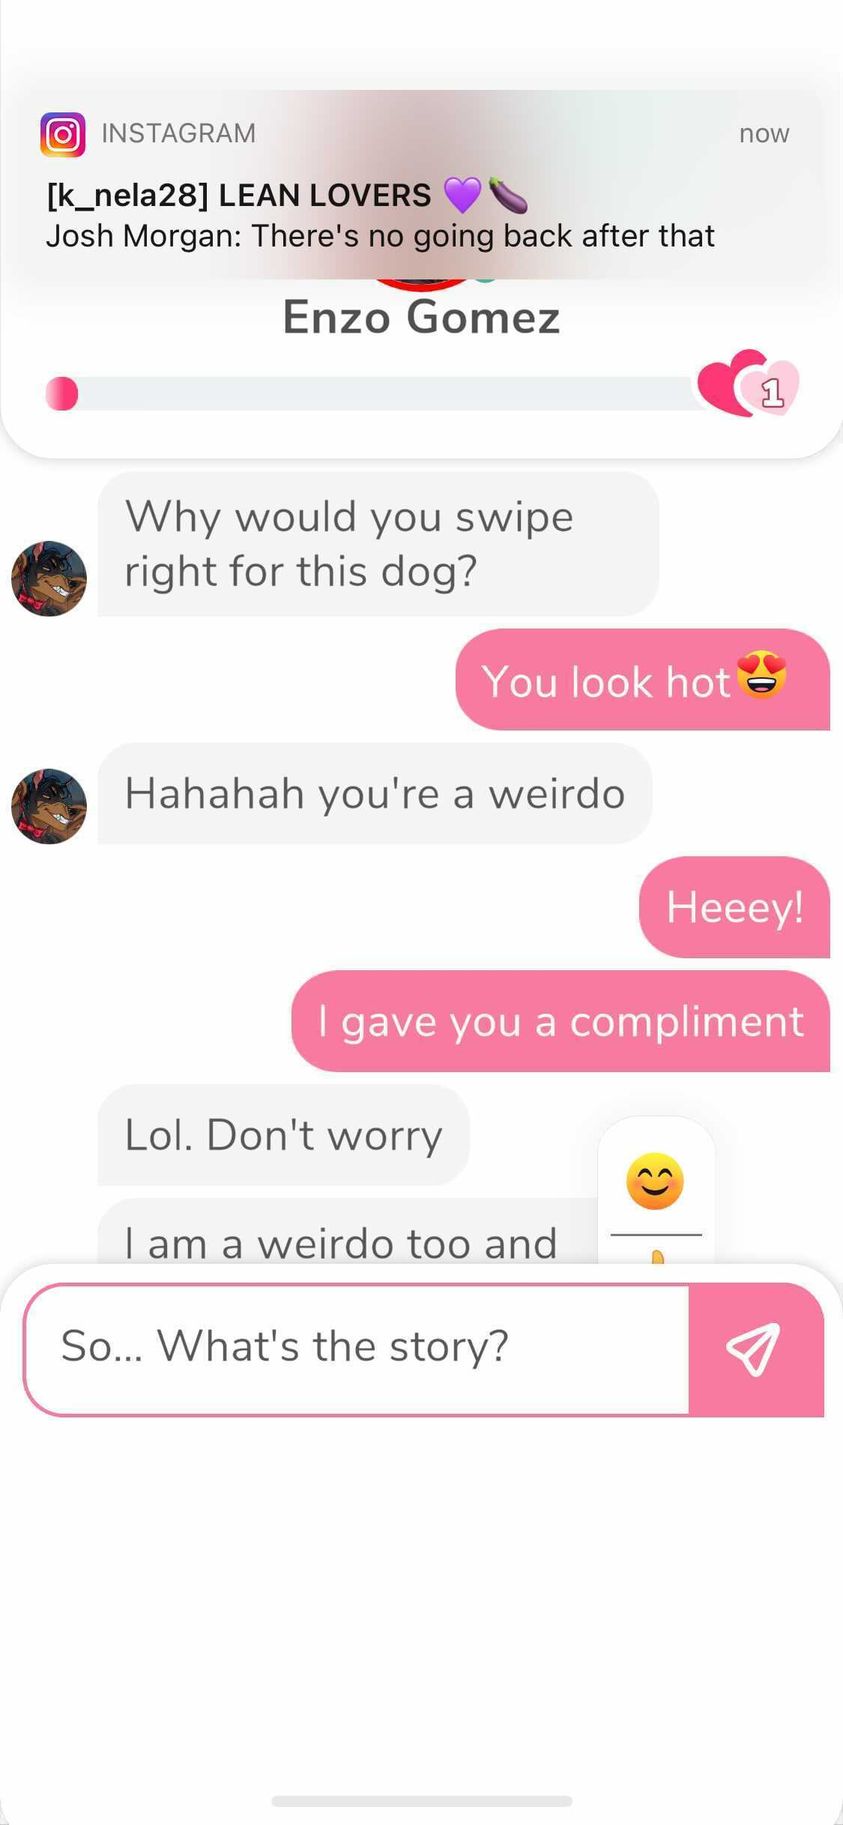 INSTAGRAM
now
[k_nela28] LEAN LOVERS 💜🍆
Josh Morgan: There's no going back after that
Enzo Gomez
1
Why would you swipe
right for this dog?
You look hot😍
Hahahah you're a weirdo
Heeey!
I gave you a compliment
Lol. Don't worry
I am a weirdo too and
So... What's the story?